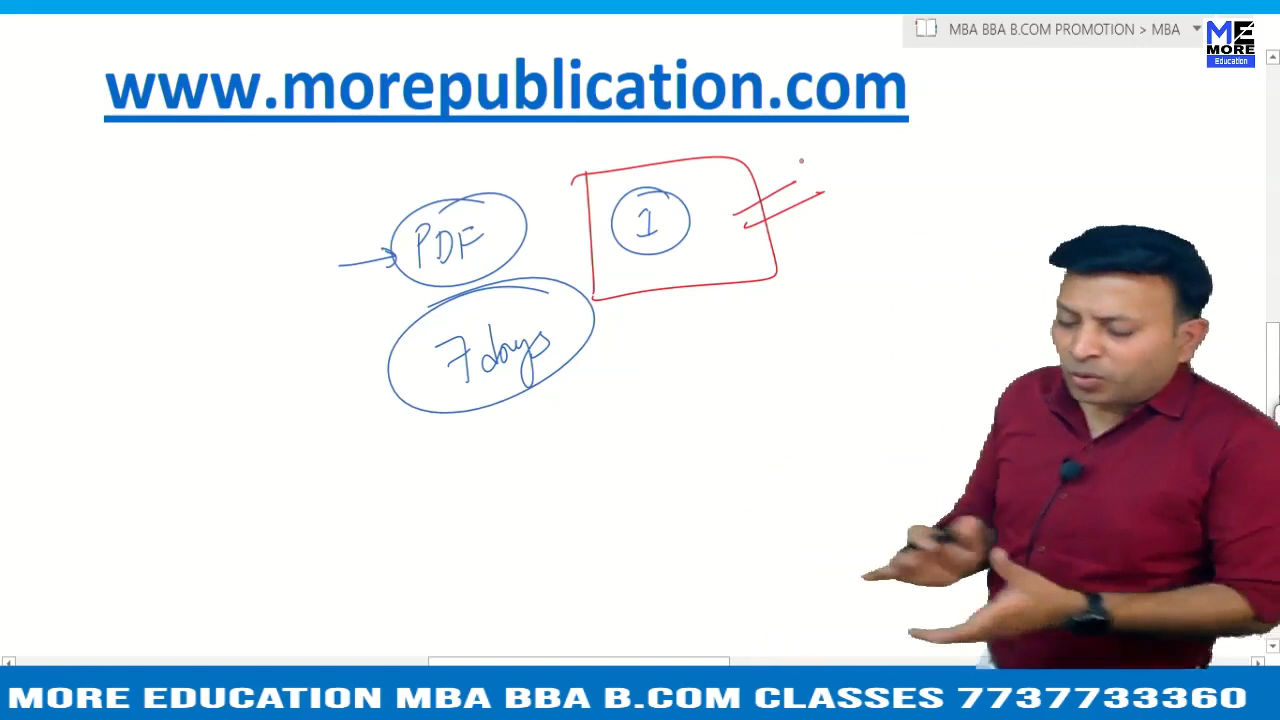 MBA BBA B.COM PROMOTION > MBA
ME
MORE
Education
www.morepublication.com
PDF
1
7 days
MORE EDUCATION MBA BBA B.COM CLASSES 7737733360